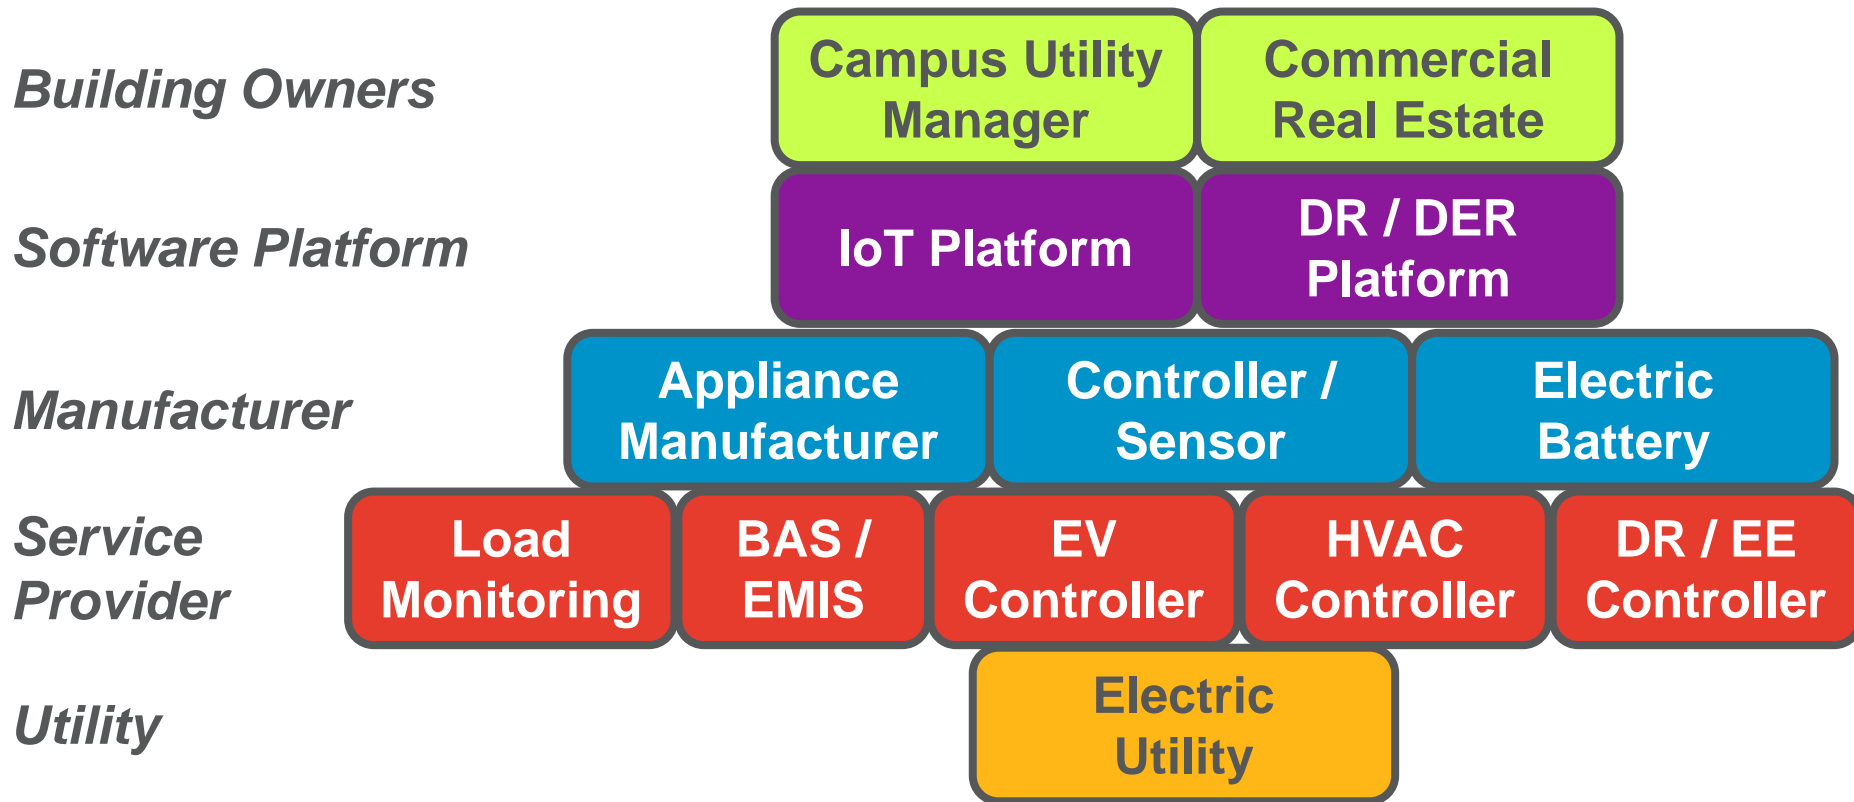 Building Owners
Campus Utility
Manager
Commercial
Real Estate
Software Platform
IoT Platform
DR / DER
Platform
Manufacturer
Appliance
Manufacturer
Controller /
Sensor
Electric
Battery
Service
Provider
Load
Monitoring
BAS /
EMIS
EV
Controller
HVAC
Controller
DR / EE
Controller
Utility
Electric
Utility